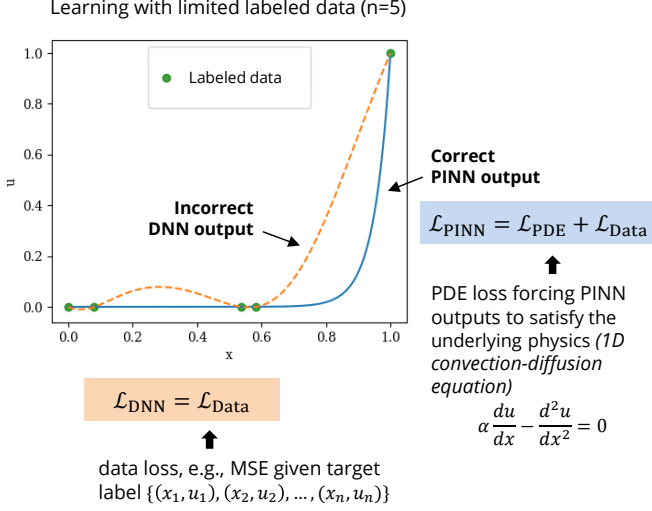 Learning with limited labeled data (n=5)
Labeled data
1.0
0.8
0.6
0.4
0.2
0.0
u
0.0
0.2
0.4
0.6
0.8
1.0
x
Incorrect
DNN output
Correct
PINN output
ℒ_PINN = ℒ_PDE + ℒ_Data
PDE loss forcing PINN
outputs to satisfy the
underlying physics (1D
convection-diffusion
equation)
α du/dx − d²u/dx² = 0
ℒ_DNN = ℒ_Data
data loss, e.g., MSE given target
label {(x₁, u₁), (x₂, u₂), …, (xₙ, uₙ)}